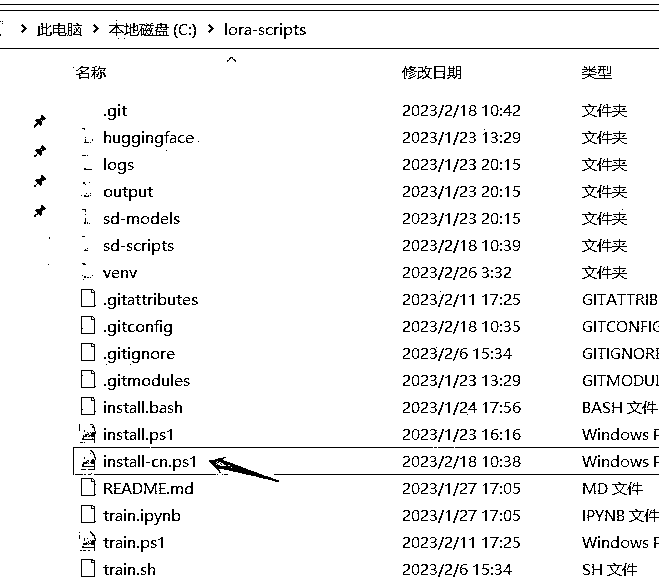 此电脑 > 本地磁盘 (C:) > lora-scripts
名称 修改日期 类型
.git 2023/2/18 10:42 文件夹
huggingface 2023/1/23 13:29 文件夹
logs 2023/1/23 20:15 文件夹
output 2023/1/23 20:15 文件夹
sd-models 2023/1/23 20:15 文件夹
sd-scripts 2023/2/18 10:39 文件夹
venv 2023/2/26 3:32 文件夹
.gitattributes 2023/2/11 17:25 GITATTRIB
.gitconfig 2023/2/18 10:35 GITCONFIG
.gitignore 2023/2/6 15:34 GITIGNORE
.gitmodules 2023/1/23 13:29 GITMODUL
install.bash 2023/1/24 17:56 BASH 文件
install.ps1 2023/1/23 16:16 Windows P
install-cn.ps1 2023/2/18 10:38 Windows P
README.md 2023/1/27 17:05 MD 文件
train.ipynb 2023/1/27 17:05 IPYNB 文件
train.ps1 2023/2/11 17:25 Windows P
train.sh 2023/2/6 15:34 SH 文件